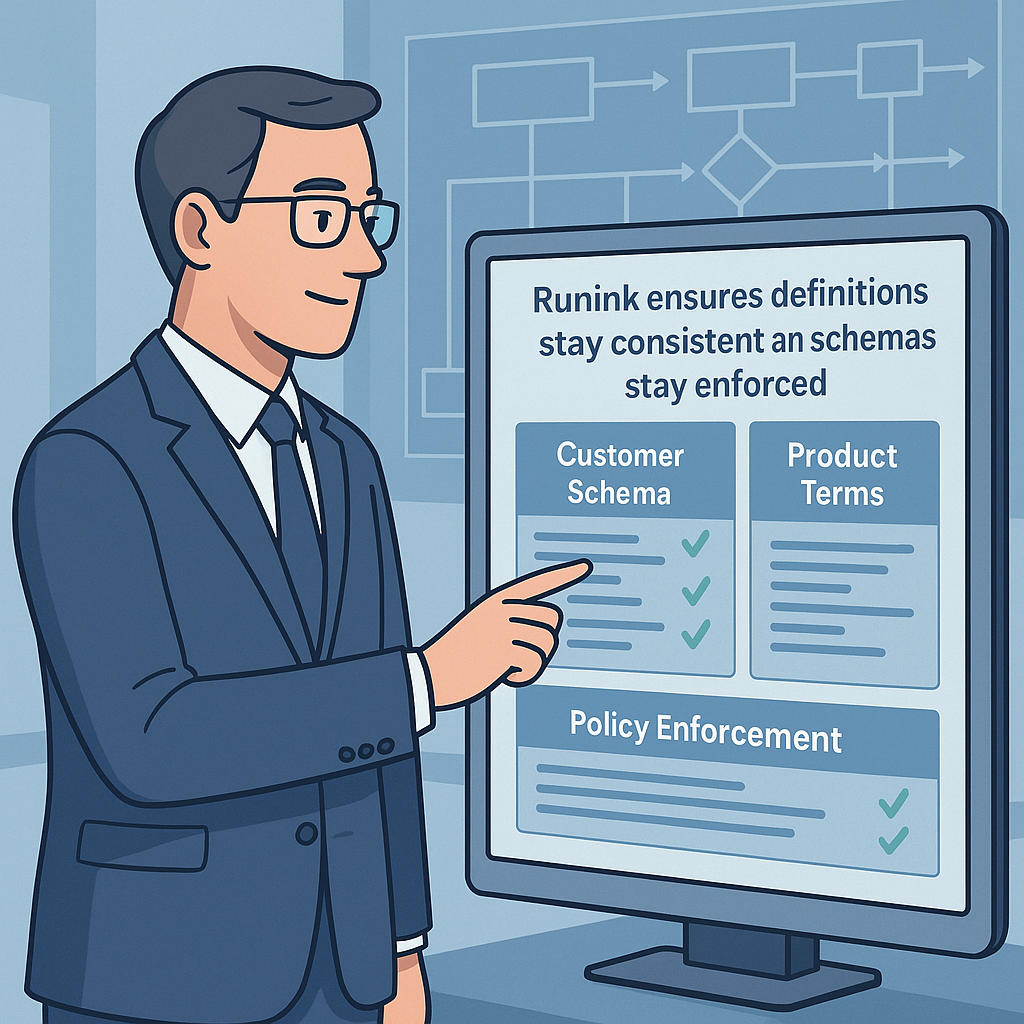 Runink ensures definitions
stay consistent an schemas
stay enforced
Customer
Schema
Product
Terms
Policy Enforcement